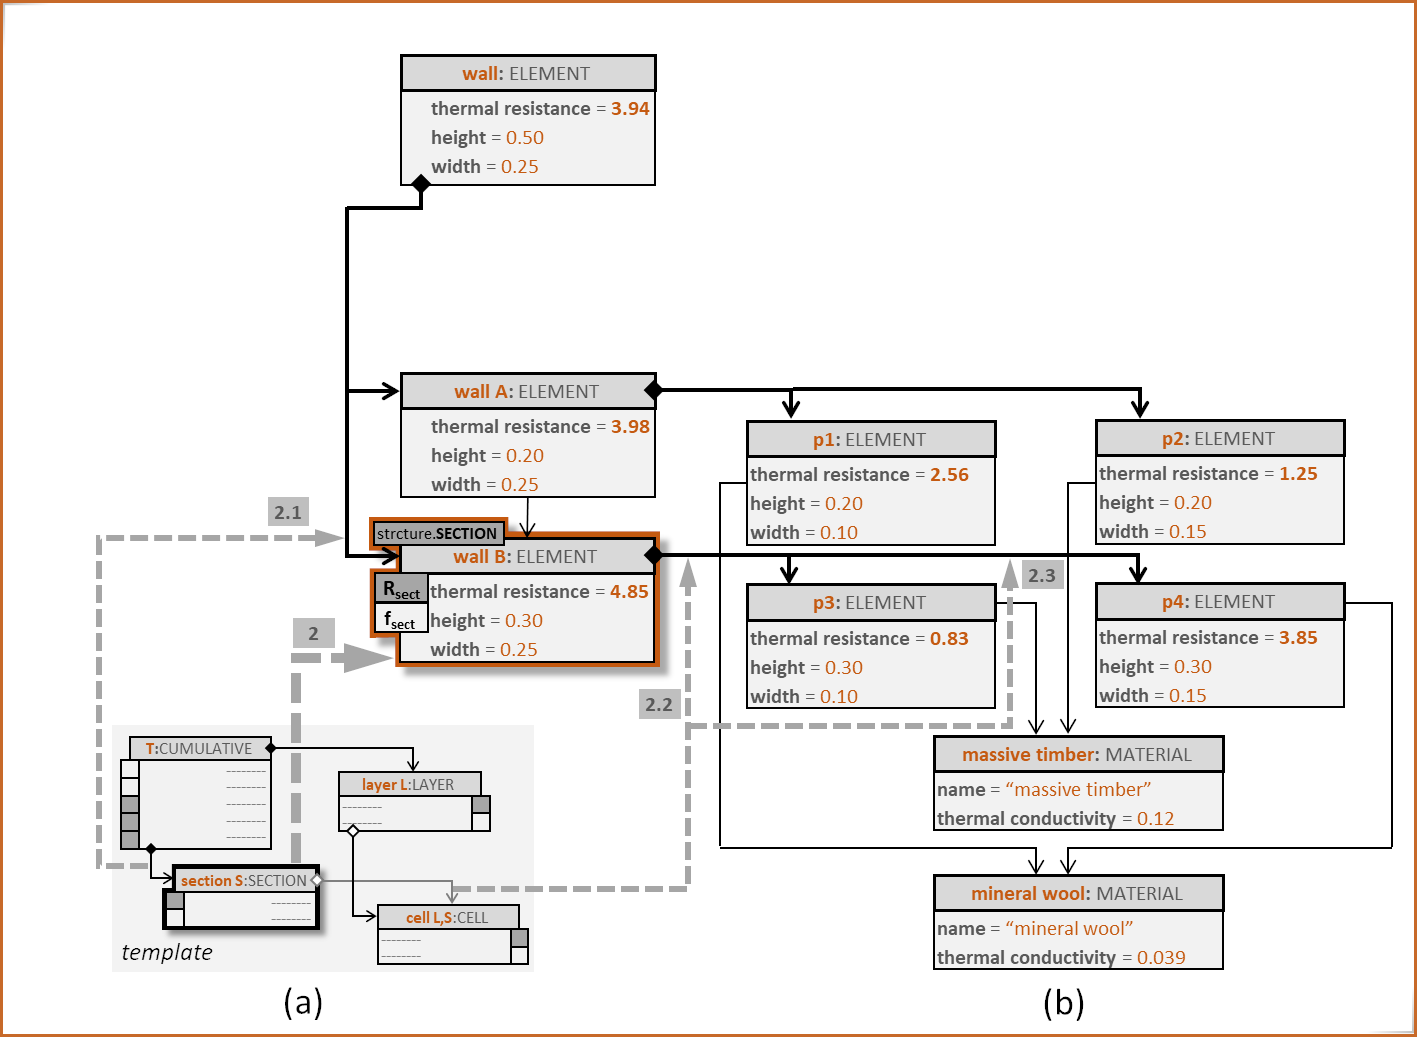 wall: ELEMENT
thermal resistance = 3.94
height = 0.50
width = 0.25
wall A: ELEMENT
thermal resistance = 3.98
height = 0.20
width = 0.25
p1: ELEMENT
thermal resistance = 2.56
height = 0.20
width = 0.10
p2: ELEMENT
thermal resistance = 1.25
height = 0.20
width = 0.15
2.1
strcture.SECTION
wall B: ELEMENT
Rsect
fsect
thermal resistance = 4.85
height = 0.30
width = 0.25
2
2.2
2.3
p3: ELEMENT
thermal resistance = 0.83
height = 0.30
width = 0.10
p4: ELEMENT
thermal resistance = 3.85
height = 0.30
width = 0.15
T:CUMULATIVE
layer L:LAYER
section S:SECTION
cell L,S:CELL
template
massive timber: MATERIAL
name = “massive timber”
thermal conductivity = 0.12
mineral wool: MATERIAL
name = “mineral wool”
thermal conductivity = 0.039
(a)
(b)